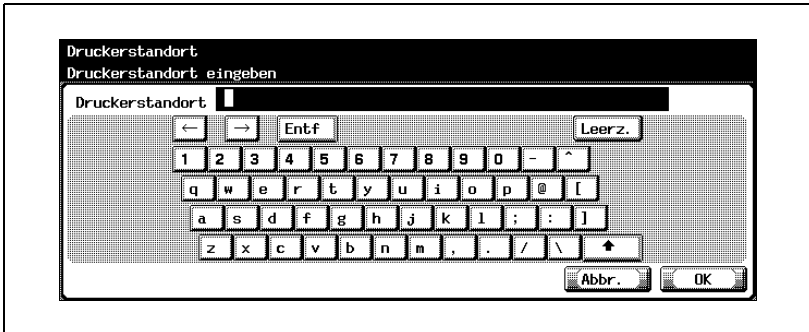 Druckerstandort
Druckerstandort eingeben
Druckerstandort
← → Entf Leerz.
1 2 3 4 5 6 7 8 9 0 - ^
q w e r t y u i o p @ [
a s d f g h j k l ; : ]
z x c v b n m , . / \ ↑
Abbr. OK